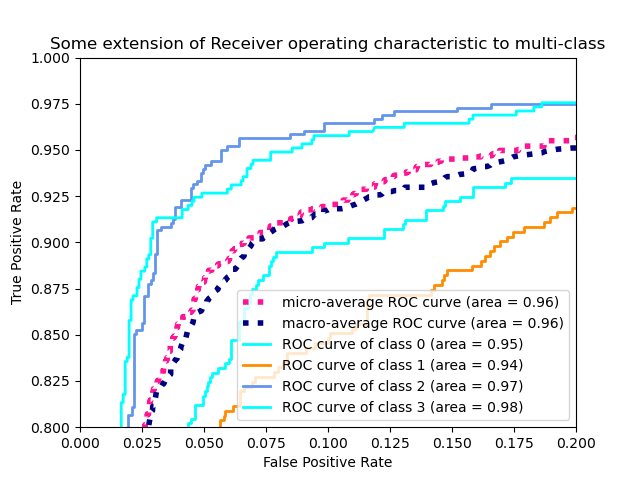 Some extension of Receiver operating characteristic to multi-class
1.000
0.975
0.950
0.925
0.900
0.875
0.850
0.825
0.800
True Positive Rate
micro-average ROC curve (area = 0.96)
macro-average ROC curve (area = 0.96)
ROC curve of class 0 (area = 0.95)
ROC curve of class 1 (area = 0.94)
ROC curve of class 2 (area = 0.97)
ROC curve of class 3 (area = 0.98)
0.000 0.025 0.050 0.075 0.100 0.125 0.150 0.175 0.200
False Positive Rate